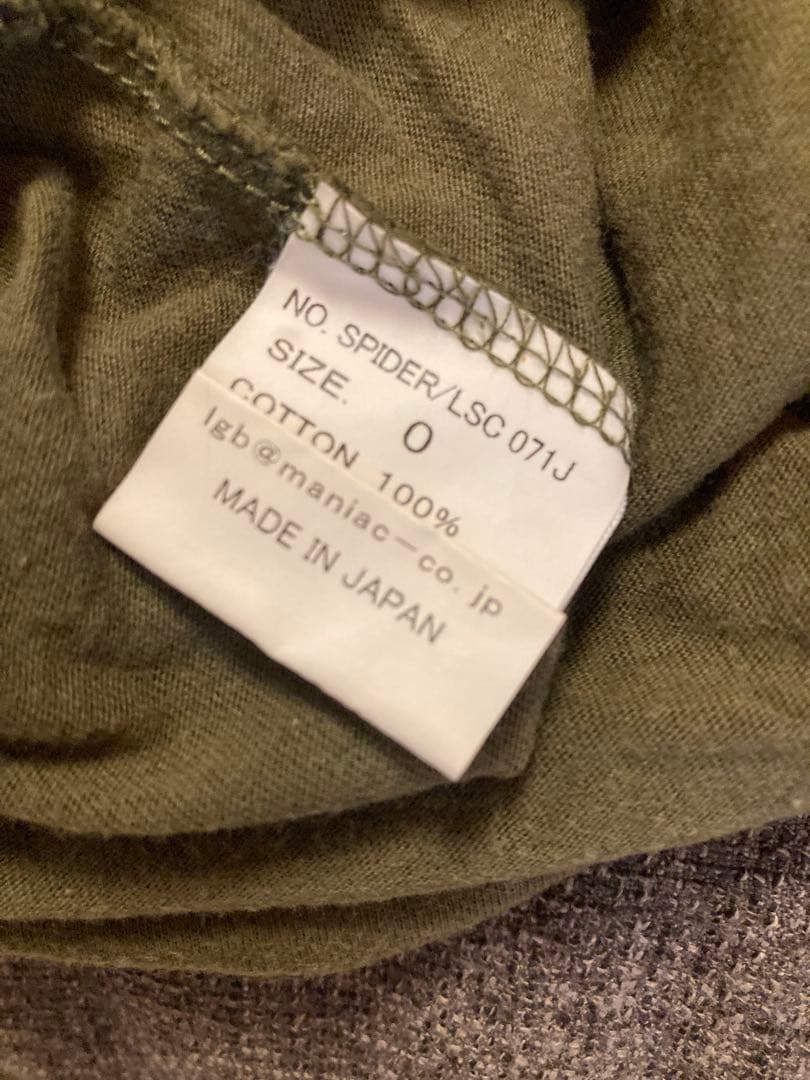 NO. SPIDER/LSC 071J
SIZE. 0
COTTON 100%
lgb@maniac-co.jp
MADE IN JAPAN